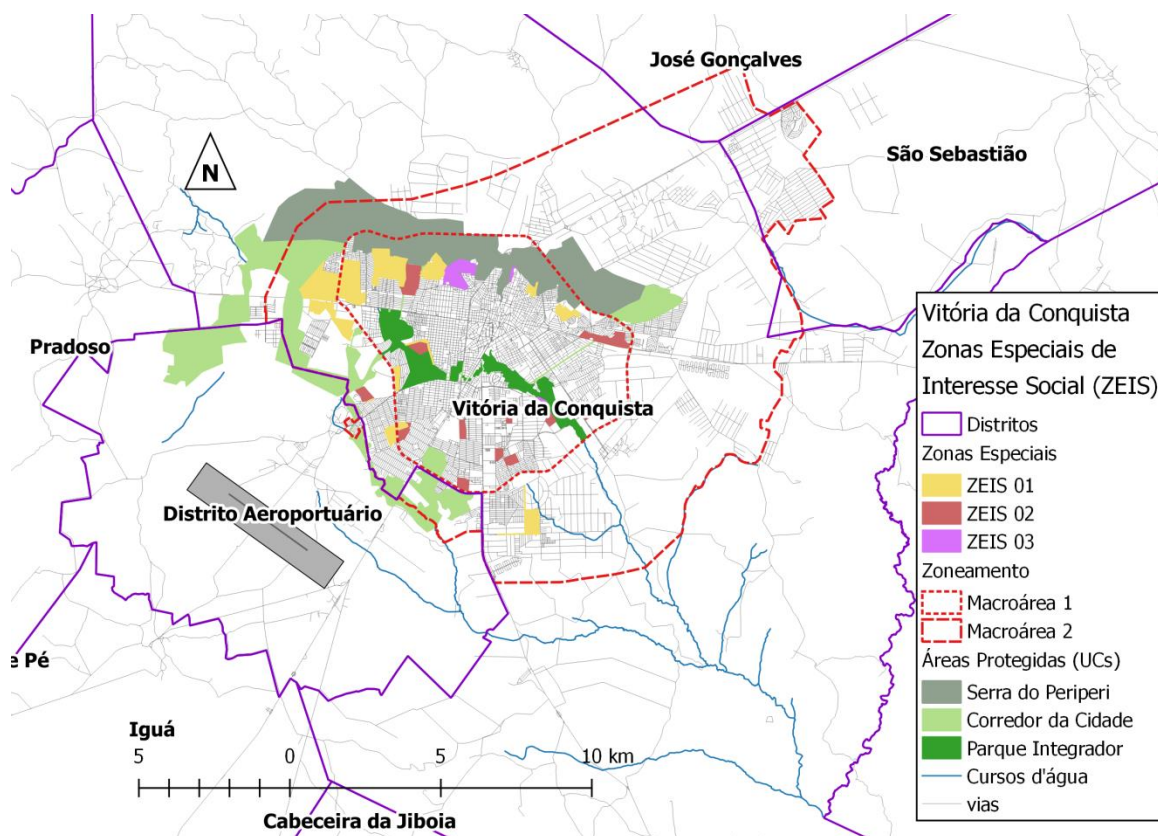 José Gonçalves
São Sebastião
N
Pradoso
Vitória da Conquista
Distrito Aeroportuário
e Pé
Iguá
5 0 5 10 km
Cabeceira da Jiboia
Vitória da Conquista
Zonas Especiais de
Interesse Social (ZEIS)
Distritos
Zonas Especiais
ZEIS 01
ZEIS 02
ZEIS 03
Zoneamento
Macroárea 1
Macroárea 2
Áreas Protegidas (UCs)
Serra do Periperi
Corredor da Cidade
Parque Integrador
Cursos d'água
vias